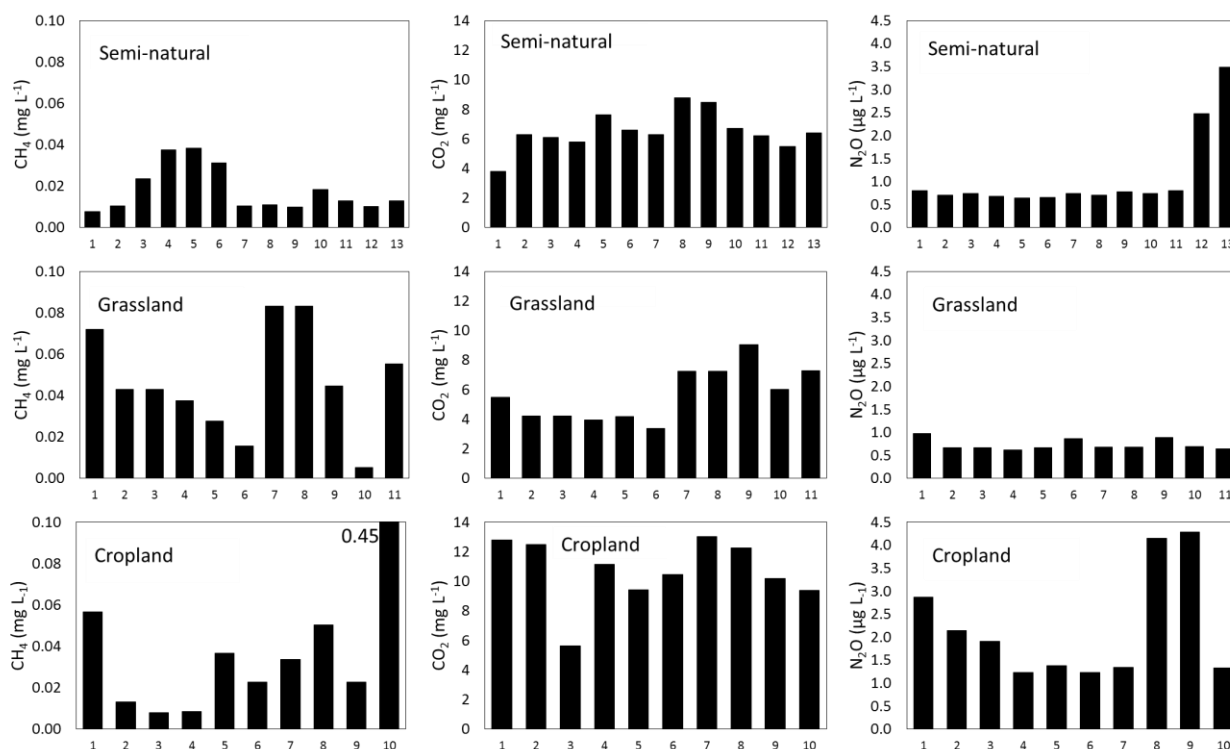 CH₄ (mg L⁻¹)
0.10
0.08
0.06
0.04
0.02
0.00
Semi-natural
1 2 3 4 5 6 7 8 9 10 11 12 13
CO₂ (mg L⁻¹)
14
12
10
8
6
4
2
0
Semi-natural
1 2 3 4 5 6 7 8 9 10 11 12 13
N₂O (µg L⁻¹)
4.5
4.0
3.5
3.0
2.5
2.0
1.5
1.0
0.5
0.0
Semi-natural
1 2 3 4 5 6 7 8 9 10 11 12 13
CH₄ (mg L⁻¹)
0.10
0.08
0.06
0.04
0.02
0.00
Grassland
1 2 3 4 5 6 7 8 9 10 11
CO₂ (mg L⁻¹)
14
12
10
8
6
4
2
0
Grassland
1 2 3 4 5 6 7 8 9 10 11
N₂O (µg L⁻¹)
4.5
4.0
3.5
3.0
2.5
2.0
1.5
1.0
0.5
0.0
Grassland
1 2 3 4 5 6 7 8 9 10 11
CH₄ (mg L₋₁)
0.10
0.08
0.06
0.04
0.02
0.00
Cropland
0.45
1 2 3 4 5 6 7 8 9 10
CO₂ (mg L⁻¹)
14
12
10
8
6
4
2
0
Cropland
1 2 3 4 5 6 7 8 9 10
N₂O (µg L₋₁)
4.5
4.0
3.5
3.0
2.5
2.0
1.5
1.0
0.5
0.0
Cropland
1 2 3 4 5 6 7 8 9 10